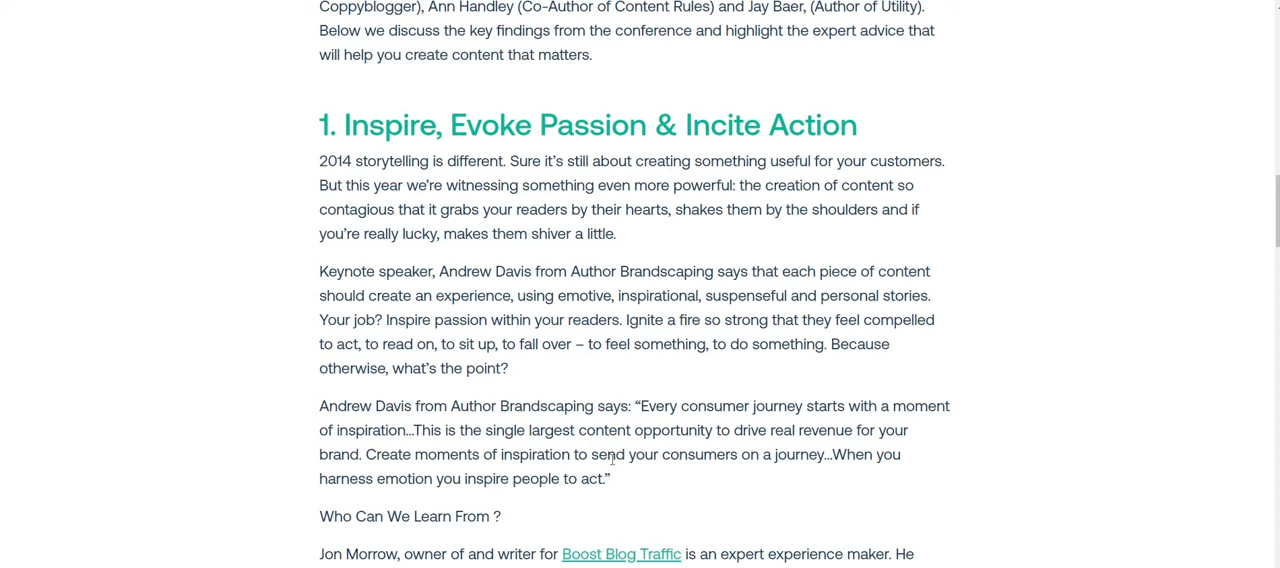 Coppyblogger), Ann Handley (Co-Author of Content Rules) and Jay Baer, (Author of Utility).
Below we discuss the key findings from the conference and highlight the expert advice that
will help you create content that matters.
1. Inspire, Evoke Passion & Incite Action
2014 storytelling is different. Sure it's still about creating something useful for your customers.
But this year we're witnessing something even more powerful: the creation of content so
contagious that it grabs your readers by their hearts, shakes them by the shoulders and if
you're really lucky, makes them shiver a little.
Keynote speaker, Andrew Davis from Author Brandscaping says that each piece of content
should create an experience, using emotive, inspirational, suspenseful and personal stories.
Your job? Inspire passion within your readers. Ignite a fire so strong that they feel compelled
to act, to read on, to sit up, to fall over – to feel something, to do something. Because
otherwise, what's the point?
Andrew Davis from Author Brandscaping says: “Every consumer journey starts with a moment
of inspiration…This is the single largest content opportunity to drive real revenue for your
brand. Create moments of inspiration to send your consumers on a journey…When you
harness emotion you inspire people to act.”
Who Can We Learn From ?
Jon Morrow, owner of and writer for Boost Blog Traffic is an expert experience maker. He